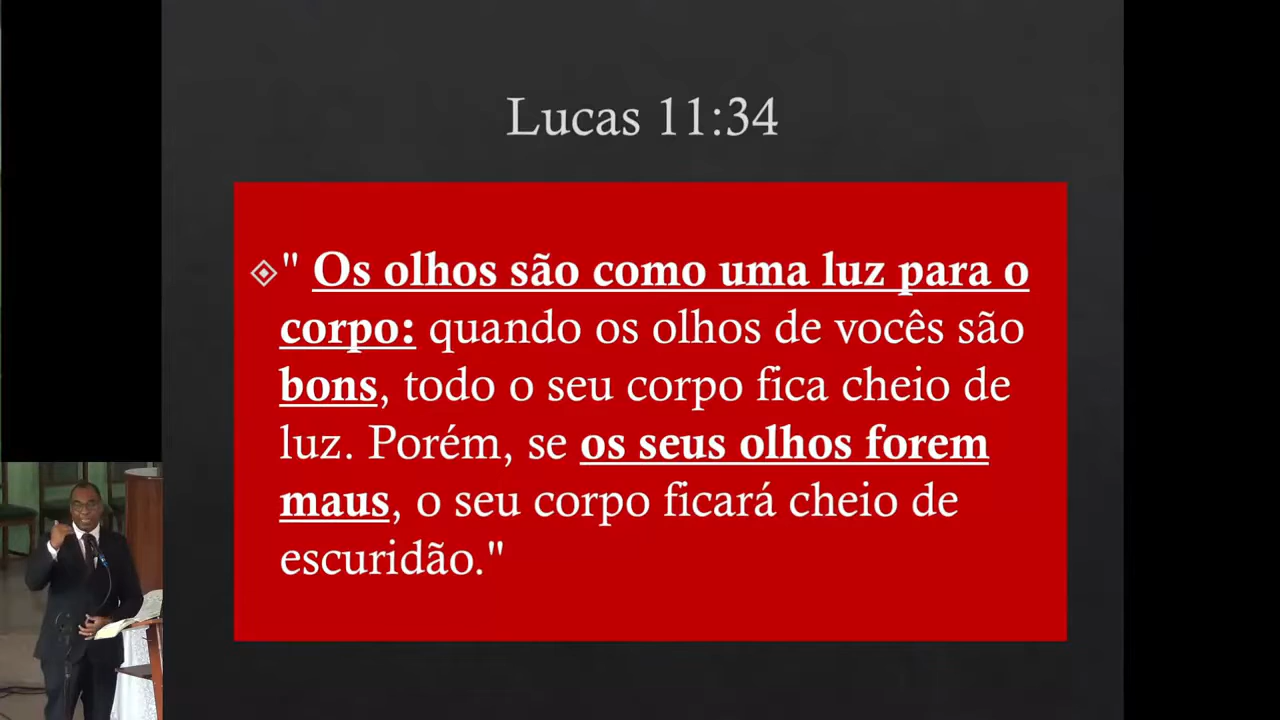 Lucas 11:34
" Os olhos são como uma luz para o
corpo: quando os olhos de vocês são
bons, todo o seu corpo fica cheio de
luz. Porém, se os seus olhos forem
maus, o seu corpo ficará cheio de
escuridão."